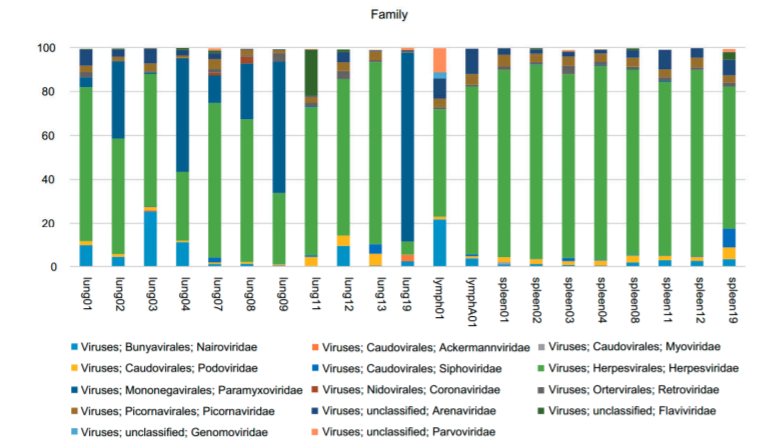 Family
100
80
60
40
20
0
lung01
lung02
lung03
lung04
lung07
lung08
lung09
lung11
lung12
lung13
lung19
lymph01
lymphA01
spleen01
spleen02
spleen03
spleen04
spleen08
spleen11
spleen12
spleen19
Viruses; Bunyavirales; Nairoviridae
Viruses; Caudovirales; Ackermannviridae
Viruses; Caudovirales; Myoviridae
Viruses; Caudovirales; Podoviridae
Viruses; Caudovirales; Siphoviridae
Viruses; Herpesvirales; Herpesviridae
Viruses; Mononegavirales; Paramyxoviridae
Viruses; Nidovirales; Coronaviridae
Viruses; Ortervirales; Retroviridae
Viruses; Picornavirales; Picornaviridae
Viruses; unclassified; Arenaviridae
Viruses; unclassified; Flaviviridae
Viruses; unclassified; Genomoviridae
Viruses; unclassified; Parvoviridae